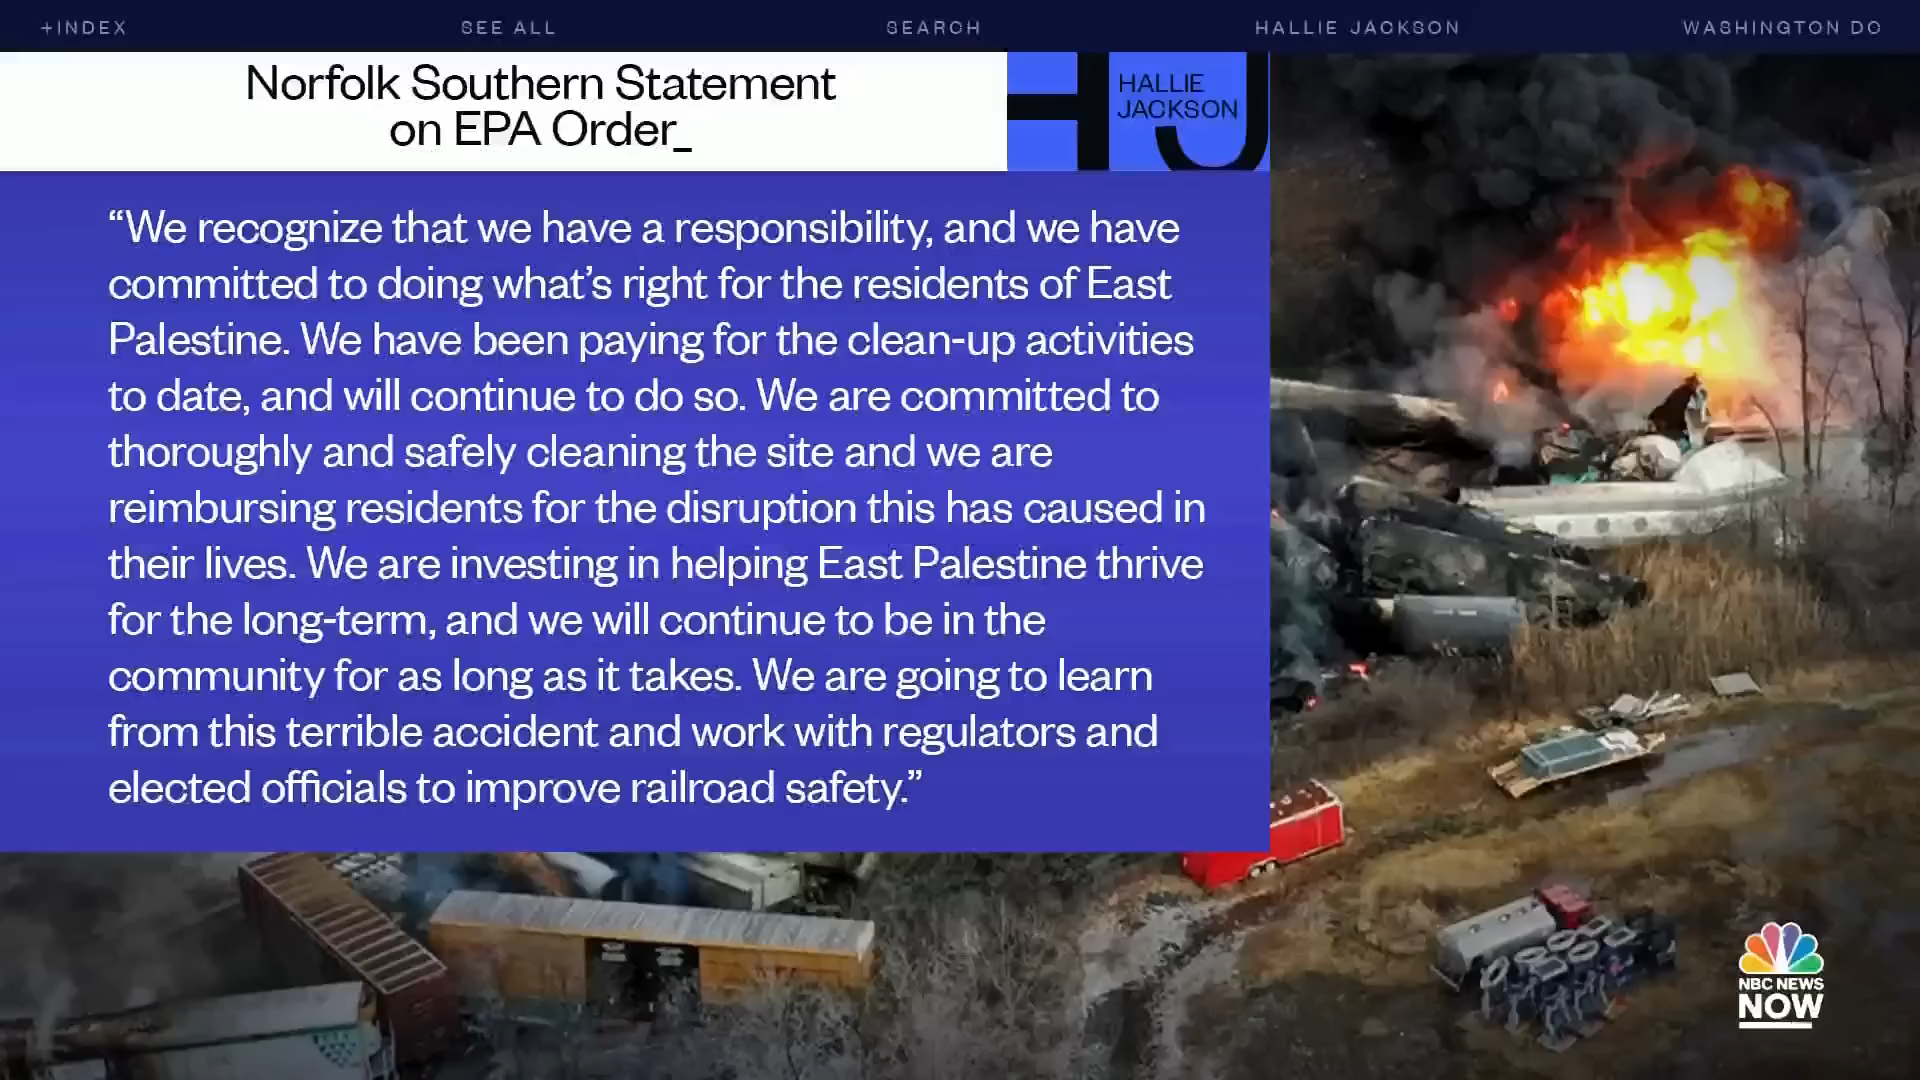 +INDEX
SEE ALL
SEARCH
HALLIE JACKSON
WASHINGTON DC
Norfolk Southern Statement
on EPA Order_
HJ
HALLIE
JACKSON
“We recognize that we have a responsibility, and we have
committed to doing what’s right for the residents of East
Palestine. We have been paying for the clean-up activities
to date, and will continue to do so. We are committed to
thoroughly and safely cleaning the site and we are
reimbursing residents for the disruption this has caused in
their lives. We are investing in helping East Palestine thrive
for the long-term, and we will continue to be in the
community for as long as it takes. We are going to learn
from this terrible accident and work with regulators and
elected officials to improve railroad safety.”
NBC NEWS
NOW